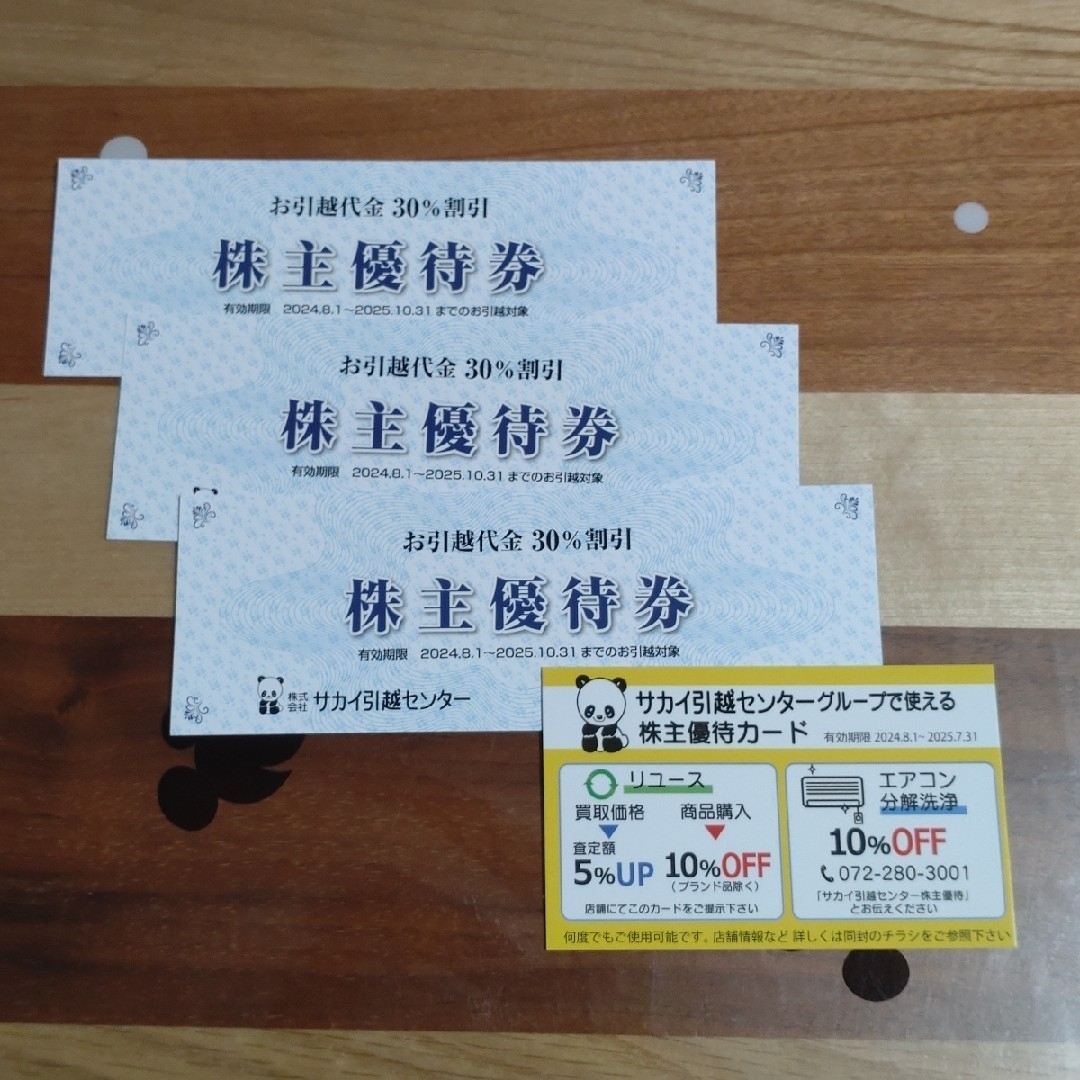 お引越代金 30%割引
株主優待券
有効期限 2024.8.1～2025.10.31までのお引越対象
お引越代金 30%割引
株主優待券
有効期限 2024.8.1～2025.10.31までのお引越対象
お引越代金 30%割引
株主優待券
有効期限 2024.8.1～2025.10.31までのお引越対象
株式会社 サカイ引越センター
サカイ引越センターグループで使える
株主優待カード 有効期限 2024.8.1~2025.7.31
リユース
買取価格 商品購入
査定額
5%UP 10%OFF
(ブランド品除く)
店舗にてこのカードをご提示下さい
エアコン
分解洗浄
10%OFF
072-280-3001
「サカイ引越センター株主優待」
とお伝えください
何度でもご使用可能です。店舗情報など 詳しくは同封のチラシをご参照下さい